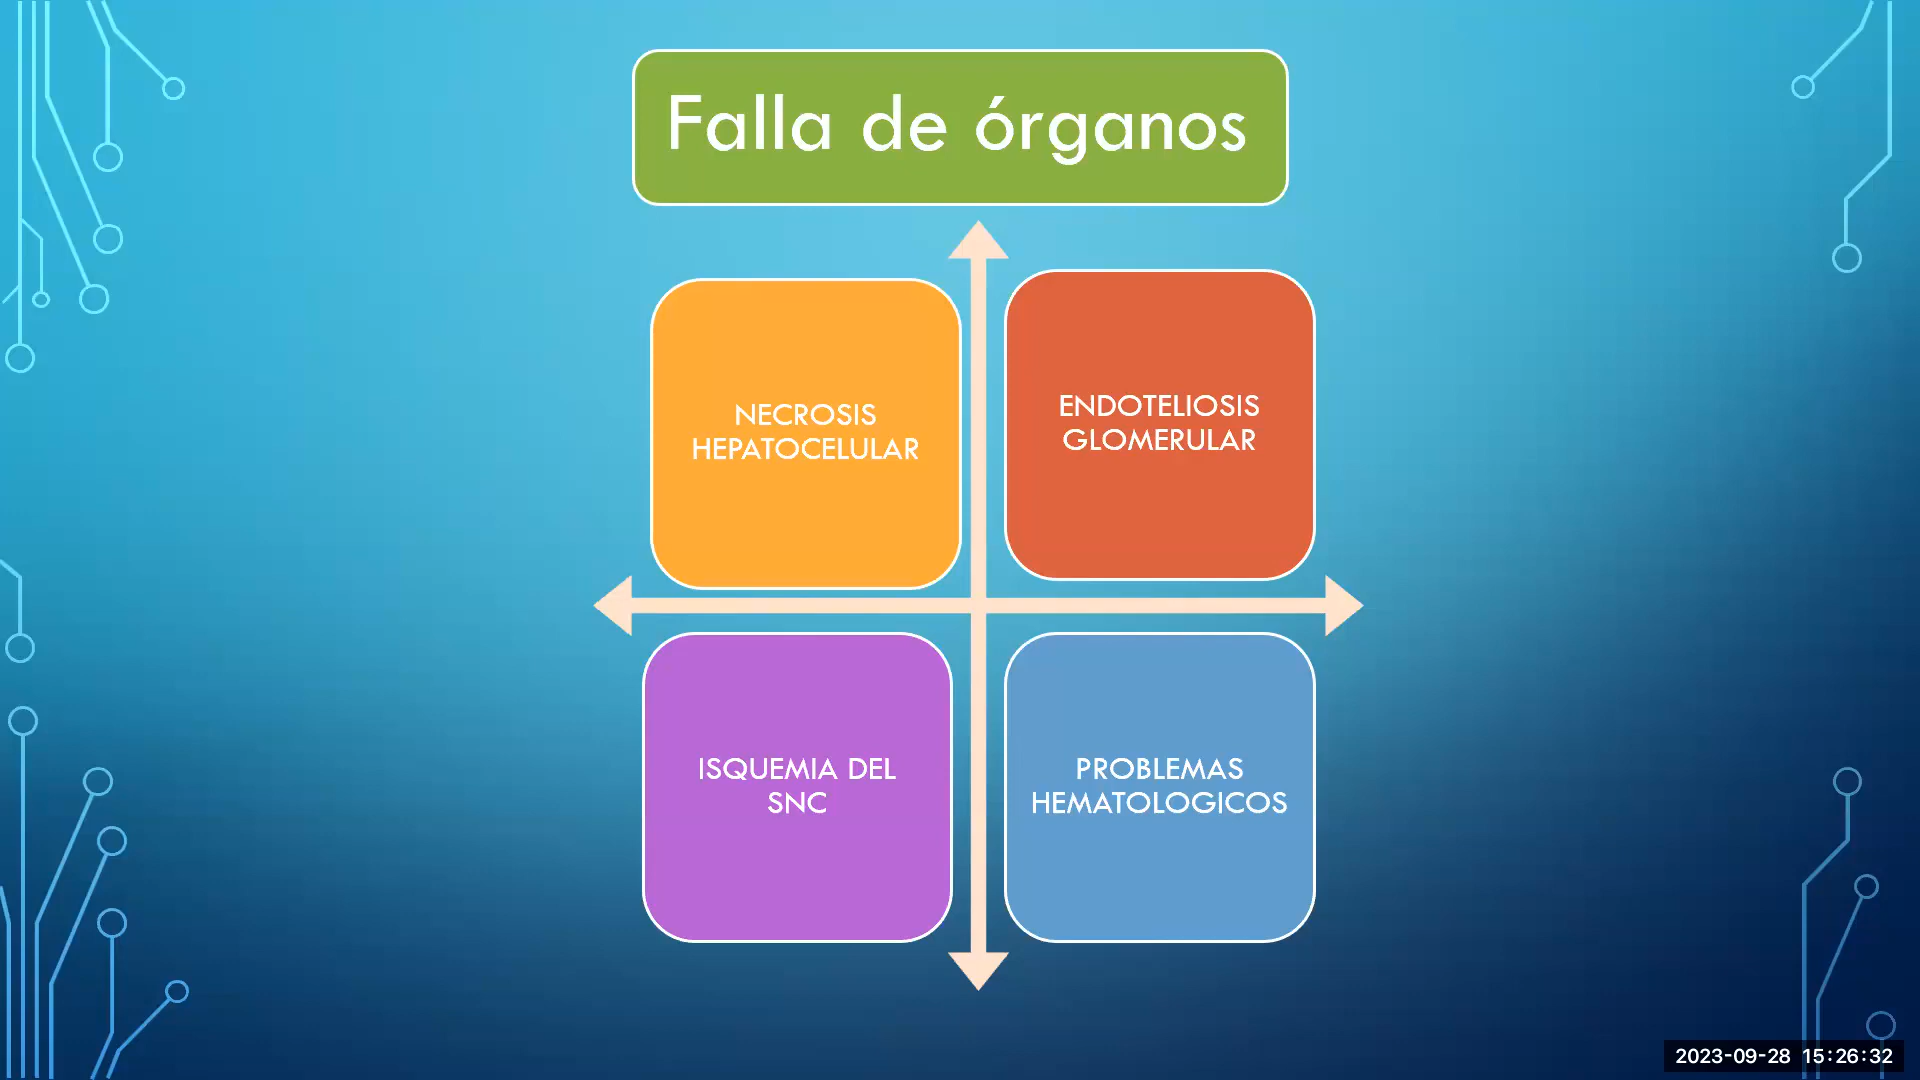 Falla de órganos
NECROSIS
HEPATOCELULAR
ENDOTELIOSIS
GLOMERULAR
ISQUEMIA DEL
SNC
PROBLEMAS
HEMATOLOGICOS
2023-09-28 15:26:32